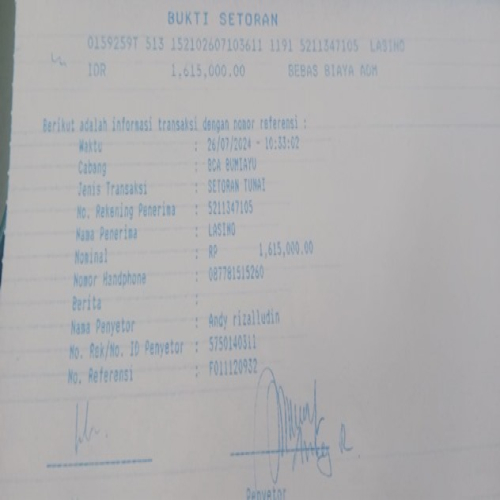 BUKTI SETORAN
0159259T 513 152102607103611 1191 5211347105 LASIMO
IDR 1,615,000.00 BEBAS BIAYA ADM
Berikut adalah informasi transaksi dengan nomor referensi :
Waktu : 26/07/2024 - 10:33:02
Cabang : BCA BUMIAYU
Jenis Transaksi : SETORAN TUNAI
No. Rekening Penerima : 5211347105
Nama Penerima : LASIMO
Nominal : RP 1,615,000.00
Nomor Handphone : 087781515260
Berita :
Nama Penyetor : Andy rizalludin
No. Rek/No. ID Penyetor : 5750140311
No. Referensi : F011120932
Penyetor